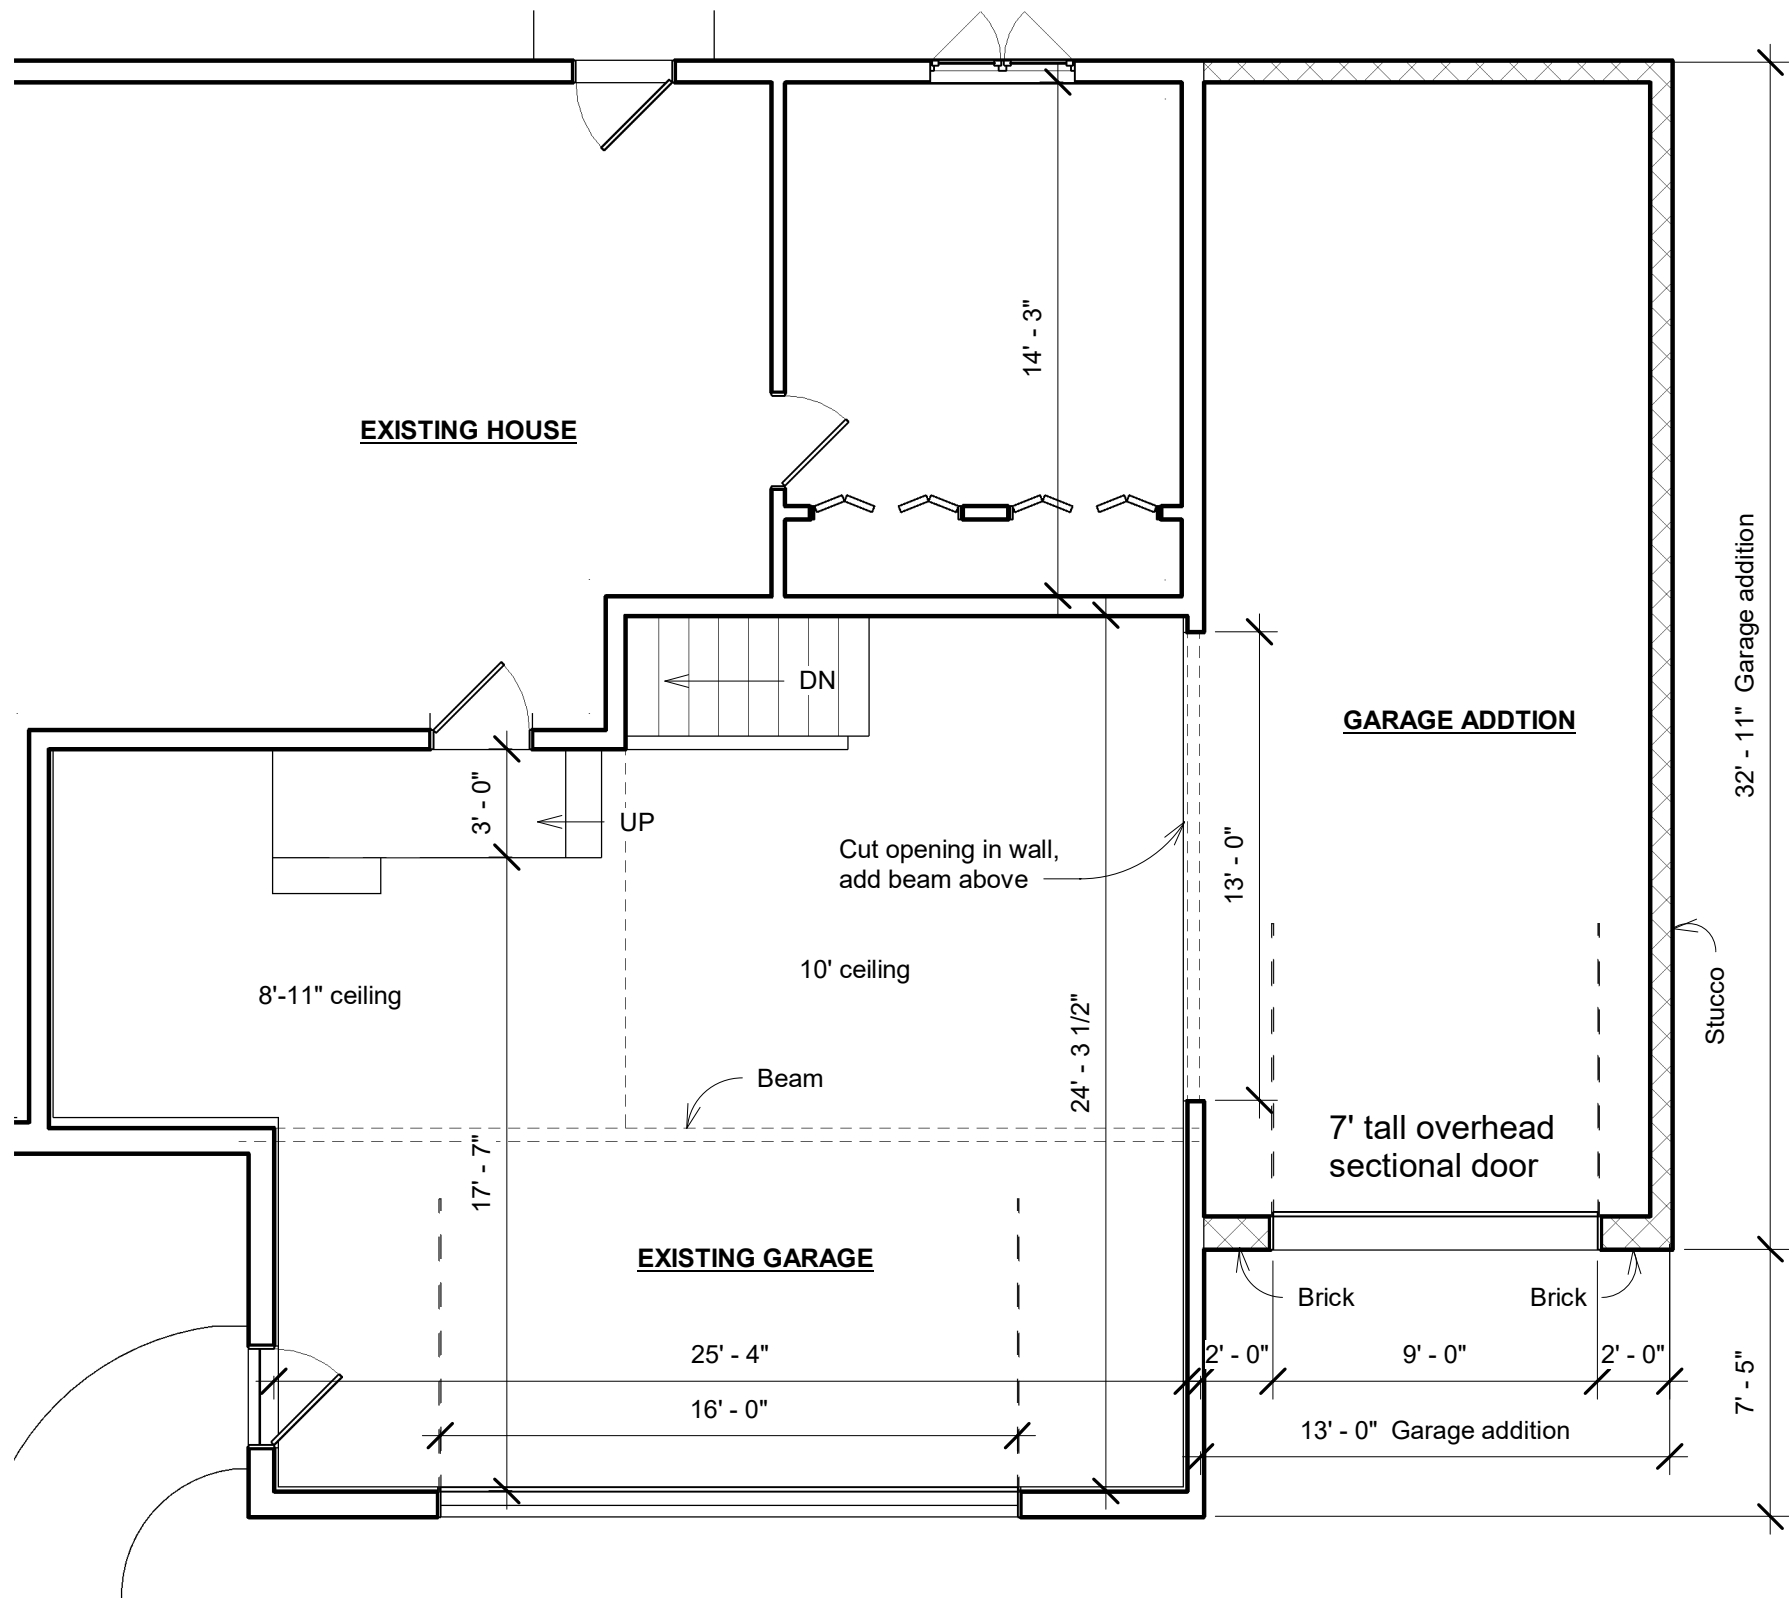 14' - 3"
EXISTING HOUSE
32' - 11" Garage addition
DN
GARAGE ADDTION
3' - 0"
UP
Cut opening in wall,
add beam above
13' - 0"
10' ceiling
8'-11" ceiling
Stucco
24' - 3 1/2"
Beam
7' tall overhead
sectional door
17' - 7"
EXISTING GARAGE
Brick
Brick
25' - 4"
2' - 0"
9' - 0"
2' - 0"
7' - 5"
16' - 0"
13' - 0" Garage addition